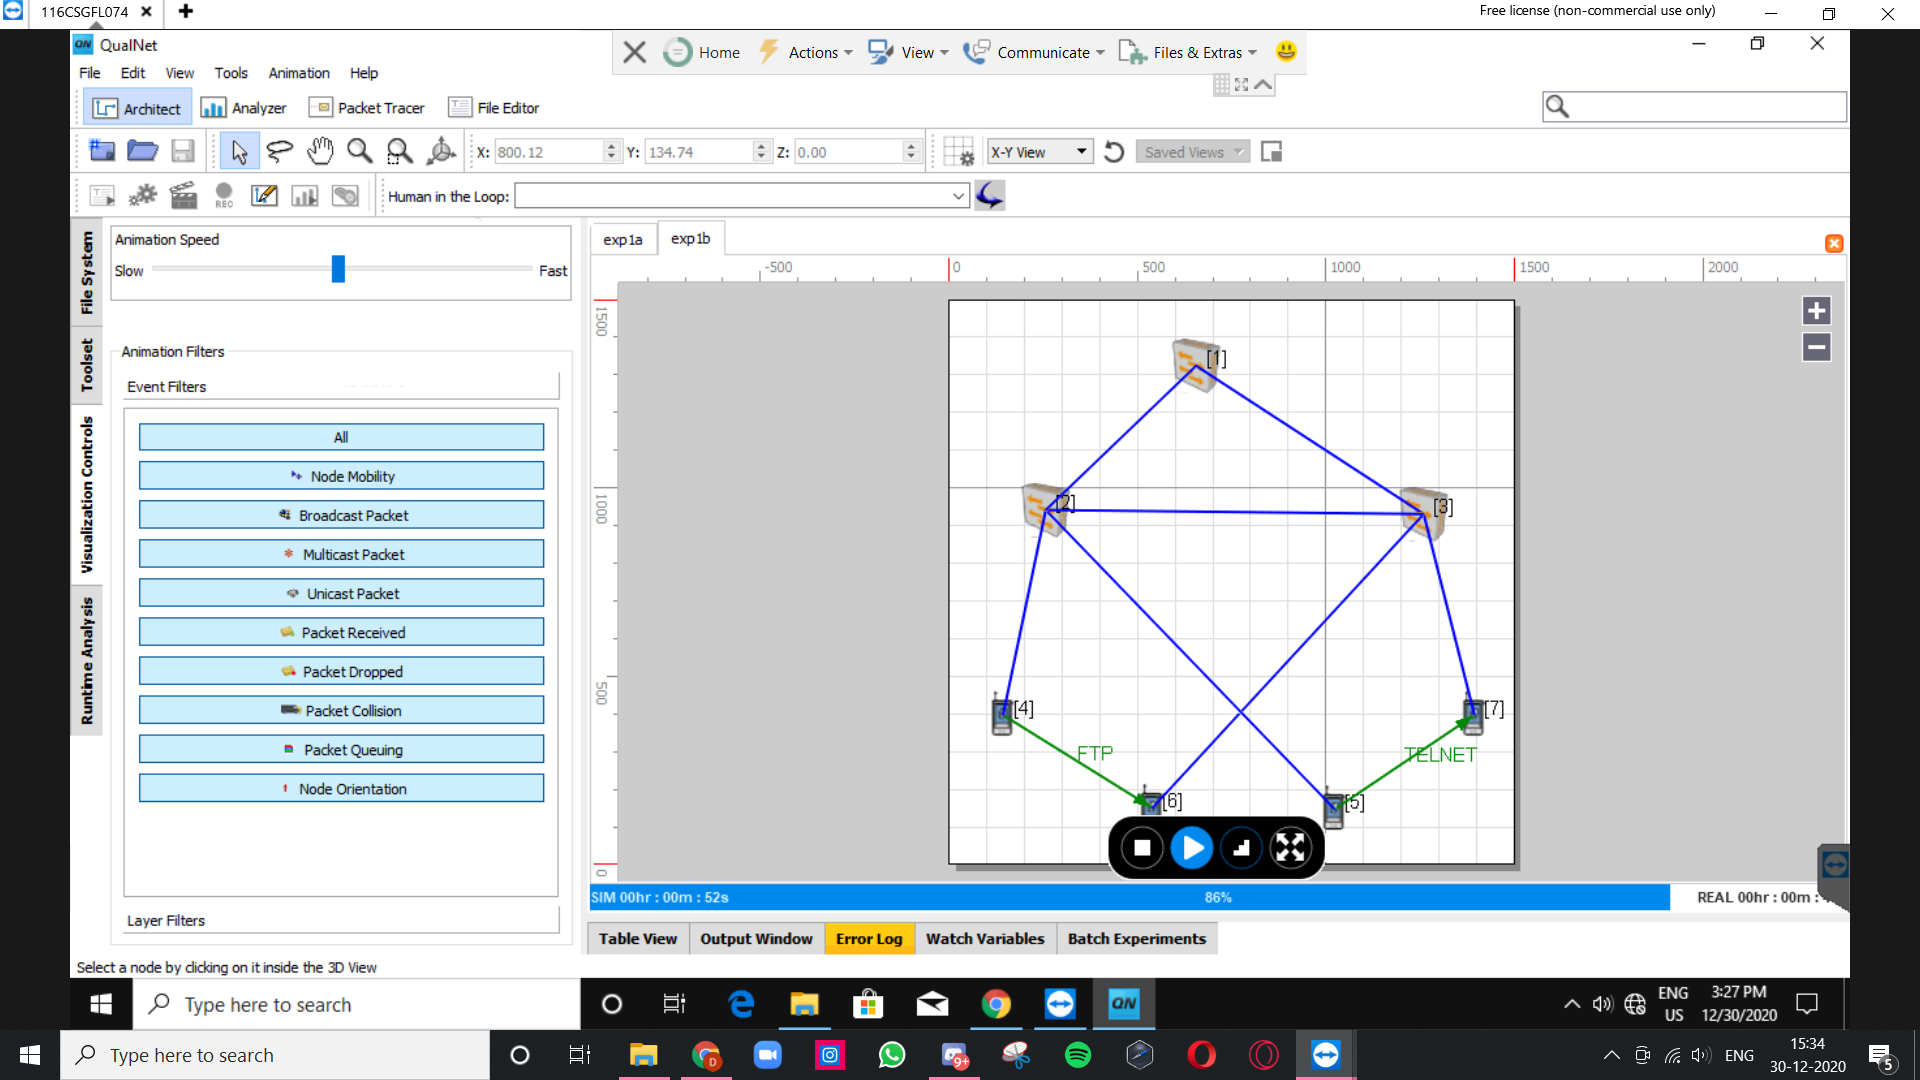 116CSGFL074
Free license (non-commercial use only)
QN QualNet
Home Actions View Communicate Files & Extras
File Edit View Tools Animation Help
Architect Analyzer Packet Tracer File Editor
X: 800.12 Y: 134.74 Z: 0.00 X-Y View Saved Views
REC Human in the Loop:
File System
Toolset
Visualization Controls
Runtime Analysis
Animation Speed
Slow Fast
Animation Filters
Event Filters
All
Node Mobility
Broadcast Packet
Multicast Packet
Unicast Packet
Packet Received
Packet Dropped
Packet Collision
Packet Queuing
Node Orientation
Layer Filters
exp1a exp1b
-500 0 500 1000 1500 2000
1500
1000
500
0
[1]
[2] [3]
[4] [7]
FTP TELNET
[6] [5]
SIM 00hr : 00m : 52s 86% REAL 00hr : 00m :
Table View Output Window Error Log Watch Variables Batch Experiments
Select a node by clicking on it inside the 3D View
Type here to search
QN
ENG
US
3:27 PM
12/30/2020
Type here to search
D
9+
ENG
15:34
30-12-2020
5